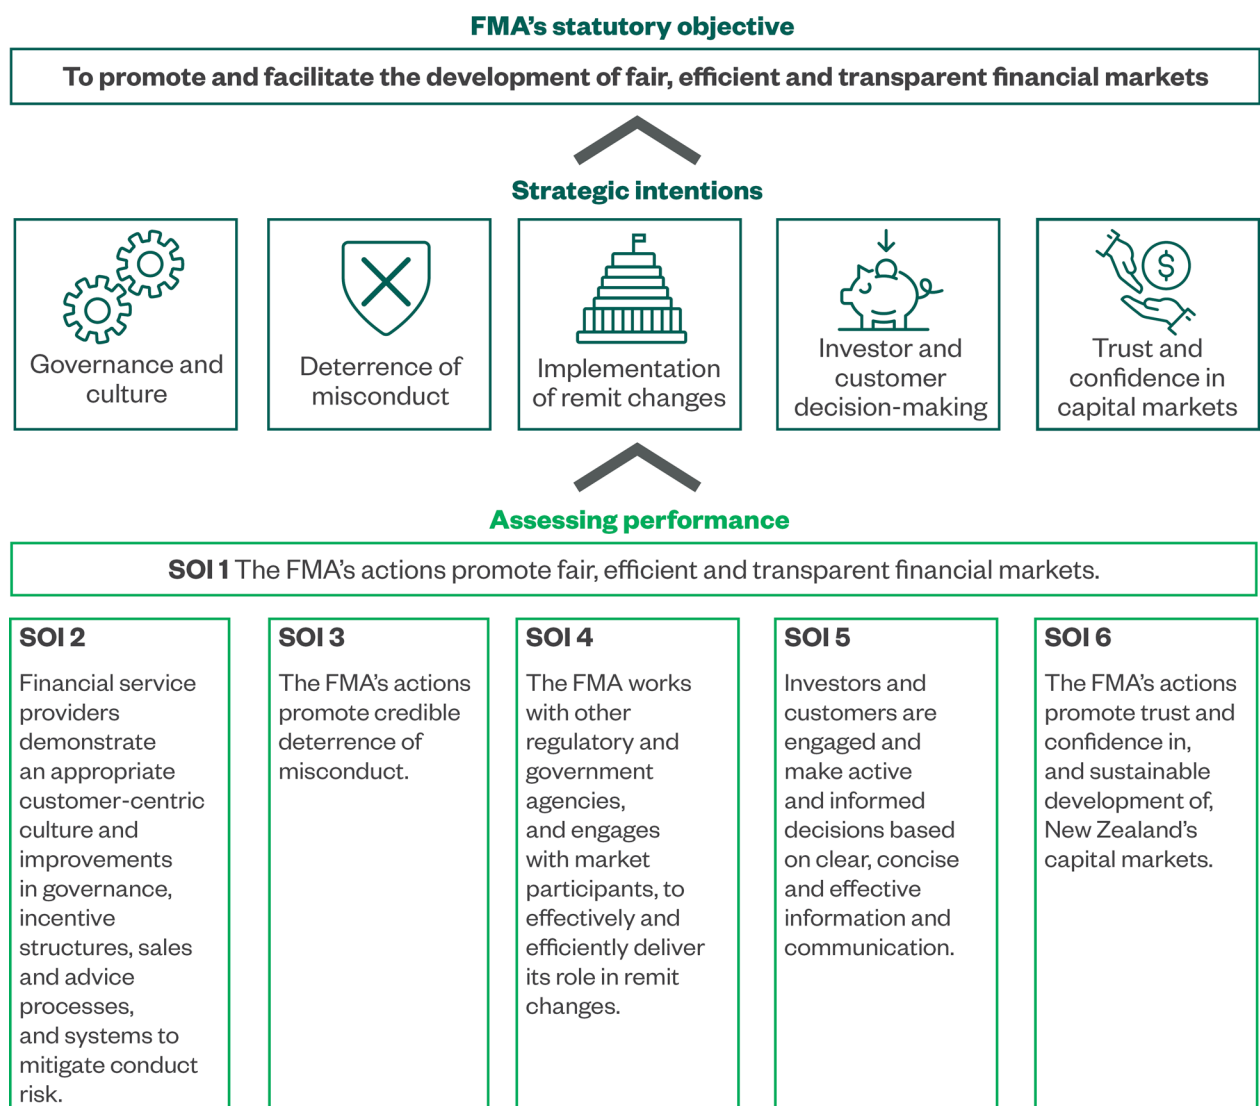 FMA’s statutory objective
To promote and facilitate the development of fair, efficient and transparent financial markets
Strategic intentions
Governance and
culture
Deterrence of
misconduct
Implementation
of remit changes
Investor and
customer
decision-making
$
Trust and
confidence in
capital markets
Assessing performance
SOI 1 The FMA’s actions promote fair, efficient and transparent financial markets.
SOI 2
Financial service
providers
demonstrate
an appropriate
customer-centric
culture and
improvements
in governance,
incentive
structures, sales
and advice
processes,
and systems to
mitigate conduct
risk.
SOI 3
The FMA’s actions
promote credible
deterrence of
misconduct.
SOI 4
The FMA works
with other
regulatory and
government
agencies,
and engages
with market
participants, to
effectively and
efficiently deliver
its role in remit
changes.
SOI 5
Investors and
customers are
engaged and
make active
and informed
decisions based
on clear, concise
and effective
information and
communication.
SOI 6
The FMA’s actions
promote trust and
confidence in,
and sustainable
development of,
New Zealand’s
capital markets.